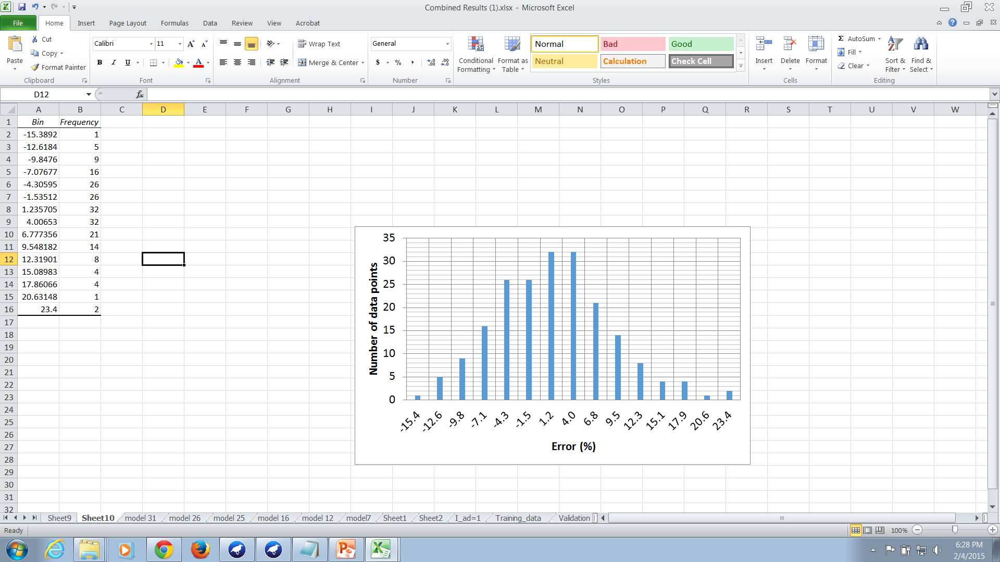 Combined Results (1).xlsx - Microsoft Excel
File Home Insert Page Layout Formulas Data Review View Acrobat
Cut
Copy
Format Painter
Paste
Clipboard
Calibri 11
B I U
A
Font
Wrap Text
Merge & Center
Alignment
General
$ % ,
Number
Conditional Formatting
Format as Table
Normal Bad Good
Neutral Calculation Check Cell
Styles
Insert Delete Format
Cells
Σ AutoSum
Fill
Clear
Sort & Filter
Find & Select
Editing
D12 fx
A B C D E F G H I J K L M N O P Q R S T U V W
1 Bin Frequency
2 -15.3892 1
3 -12.6184 5
4 -9.8476 9
5 -7.07677 16
6 -4.30595 26
7 -1.53512 26
8 1.235705 32
9 4.00653 32
10 6.777356 21
11 9.548182 14
12 12.31901 8
13 15.08983 4
14 17.86066 4
15 20.63148 1
16 23.4 2
17
18
19
20
21
22
23
24
25
26
27
28
29
30
31
32
35
30
25
20
15
10
5
0
Number of data points
-15.4 -12.6 -9.8 -7.1 -4.3 -1.5 1.2 4.0 6.8 9.5 12.3 15.1 17.9 20.6 23.4
Error (%)
Sheet9 Sheet10 model 31 model 26 model 25 model 16 model 12 model7 Sheet1 Sheet2 I_ad=1 Training_data Validation
Ready 100%
6:28 PM
2/4/2015